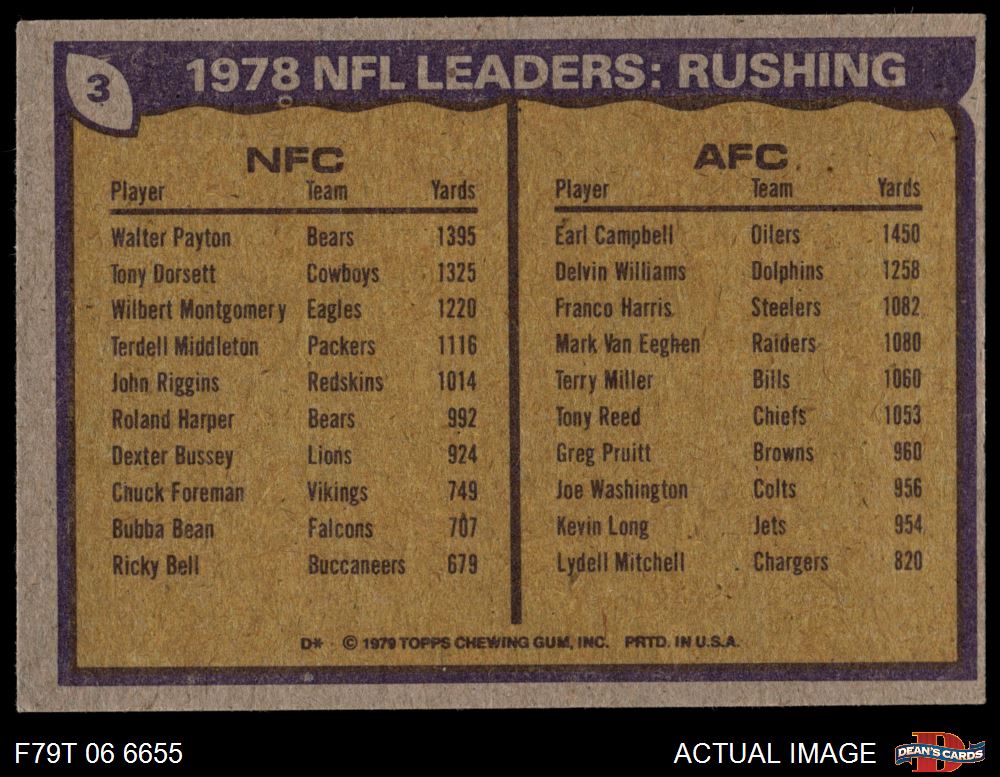 3
1978 NFL LEADERS: RUSHING
NFC
Player Team Yards
Walter Payton Bears 1395
Tony Dorsett Cowboys 1325
Wilbert Montgomery Eagles 1220
Terdell Middleton Packers 1116
John Riggins Redskins 1014
Roland Harper Bears 992
Dexter Bussey Lions 924
Chuck Foreman Vikings 749
Bubba Bean Falcons 707
Ricky Bell Buccaneers 679
AFC
Player Team Yards
Earl Campbell Oilers 1450
Delvin Williams Dolphins 1258
Franco Harris Steelers 1082
Mark Van Eeghen Raiders 1080
Terry Miller Bills 1060
Tony Reed Chiefs 1053
Greg Pruitt Browns 960
Joe Washington Colts 956
Kevin Long Jets 954
Lydell Mitchell Chargers 820
D* © 1979 TOPPS CHEWING GUM, INC. PRTD. IN U.S.A.
F79T 06 6655
ACTUAL IMAGE
D
DEAN'S CARDS